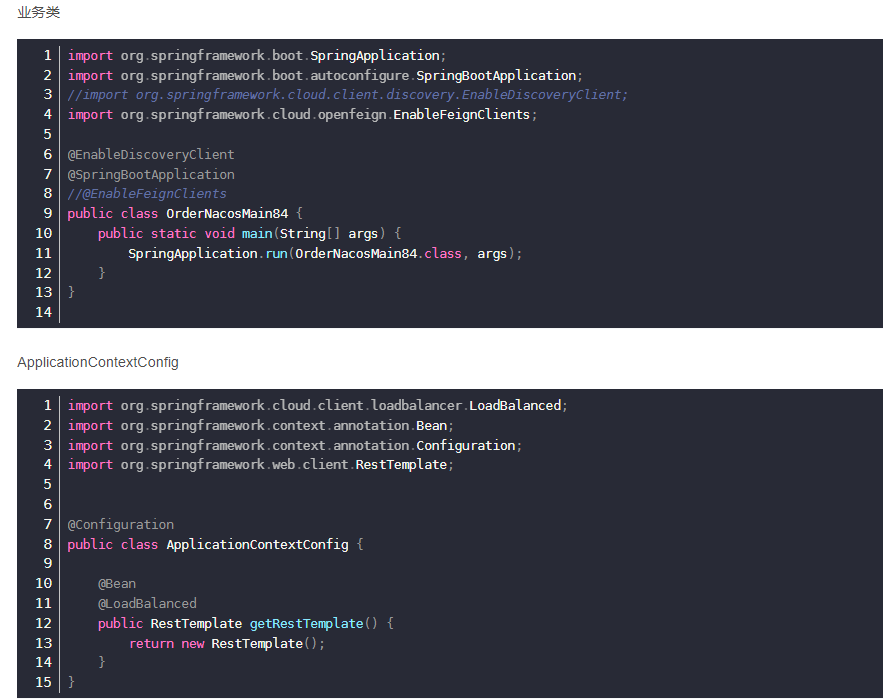 业务类
1 import org.springframework.boot.SpringApplication;
2 import org.springframework.boot.autoconfigure.SpringBootApplication;
3 //import org.springframework.cloud.client.discovery.EnableDiscoveryClient;
4 import org.springframework.cloud.openfeign.EnableFeignClients;
5
6 @EnableDiscoveryClient
7 @SpringBootApplication
8 //@EnableFeignClients
9 public class OrderNacosMain84 {
10     public static void main(String[] args) {
11         SpringApplication.run(OrderNacosMain84.class, args);
12     }
13 }
14
ApplicationContextConfig
1 import org.springframework.cloud.client.loadbalancer.LoadBalanced;
2 import org.springframework.context.annotation.Bean;
3 import org.springframework.context.annotation.Configuration;
4 import org.springframework.web.client.RestTemplate;
5
6
7 @Configuration
8 public class ApplicationContextConfig {
9
10     @Bean
11     @LoadBalanced
12     public RestTemplate getRestTemplate() {
13         return new RestTemplate();
14     }
15 }